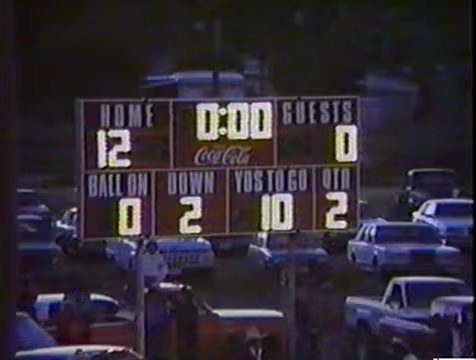 HOME 0:00 GUESTS
12 Coca-Cola 0
BALL ON DOWN YDS TO GO QTR
0 2 10 2